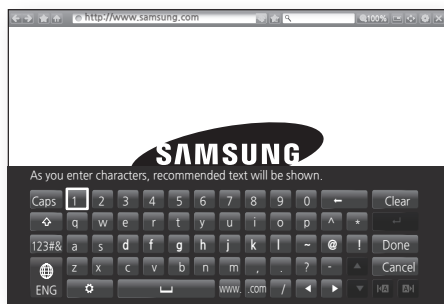 http://www.samsung.com 100%
SAMSUNG
As you enter characters, recommended text will be shown.
Caps 1 2 3 4 5 6 7 8 9 0 Clear
q w e r t y u i o p ^ *
123#& a s d f g h j k l ~ @ ! Done
z x c v b n m , . ? - Cancel
ENG www. .com /